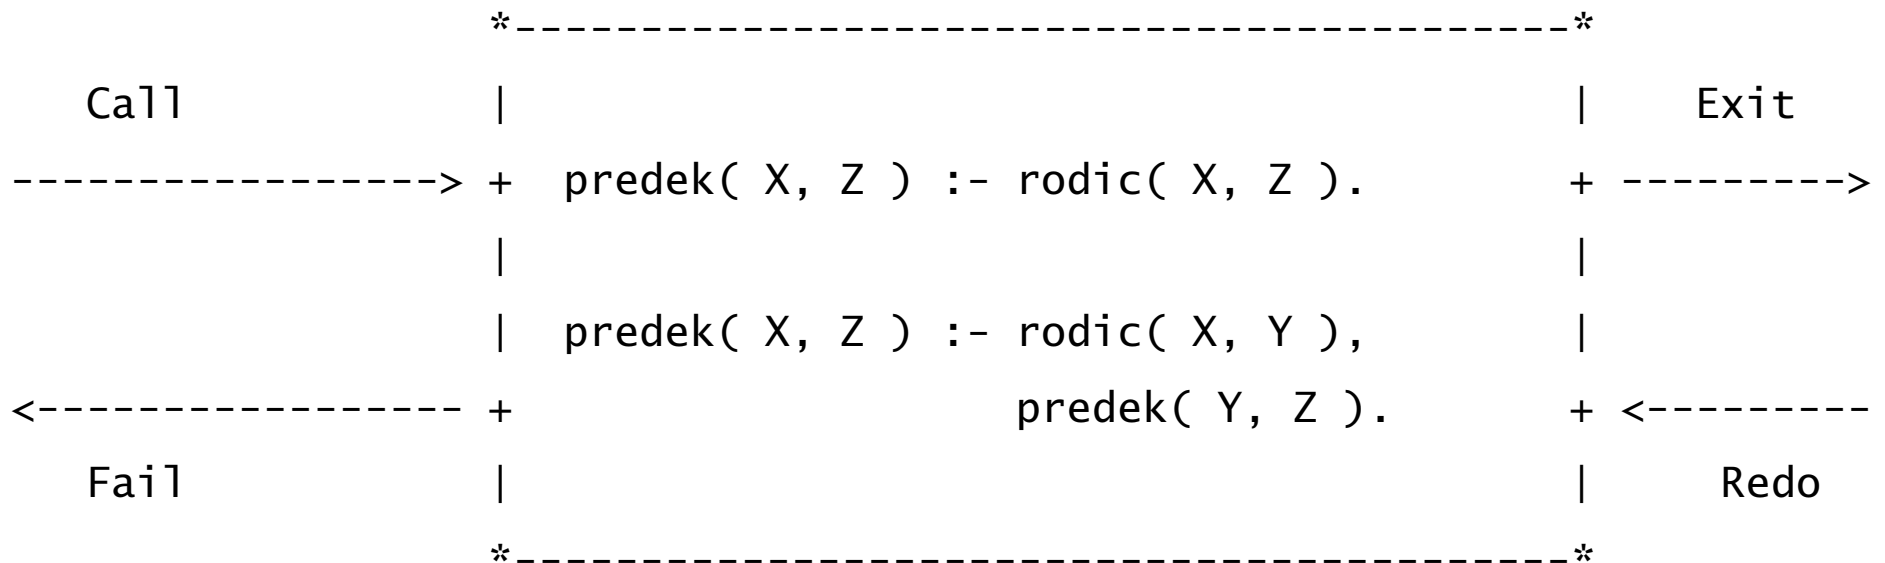 *------------------------------------------*
Call | | Exit
-----------------> + predek( X, Z ) :- rodic( X, Z ). + --------->
| |
| predek( X, Z ) :- rodic( X, Y ), |
<----------------- + predek( Y, Z ). + <---------
Fail | | Redo
*------------------------------------------*